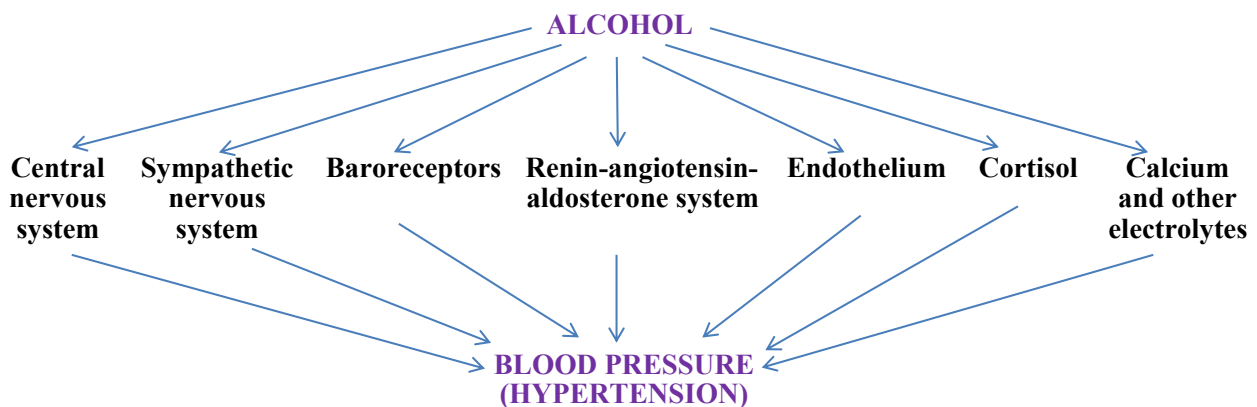 ALCOHOL
Central
nervous
system
Sympathetic
nervous
system
Baroreceptors
Renin-angiotensin-
aldosterone system
Endothelium
Cortisol
Calcium
and other
electrolytes
BLOOD PRESSURE
(HYPERTENSION)